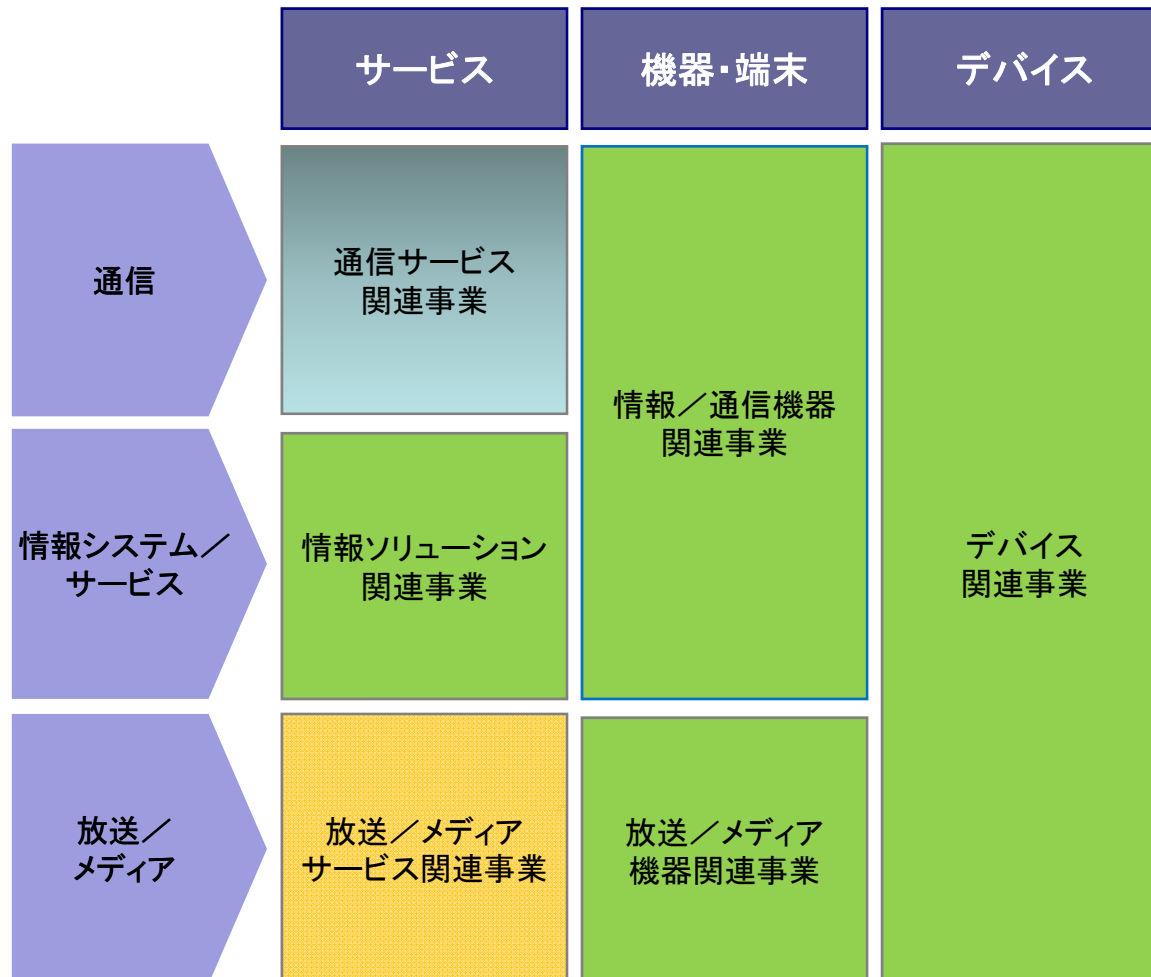 サービス
機器・端末
デバイス
通信
通信サービス
関連事業
情報／通信機器
関連事業
情報システム／
サービス
情報ソリューション
関連事業
デバイス
関連事業
放送／
メディア
放送／メディア
サービス関連事業
放送／メディア
機器関連事業